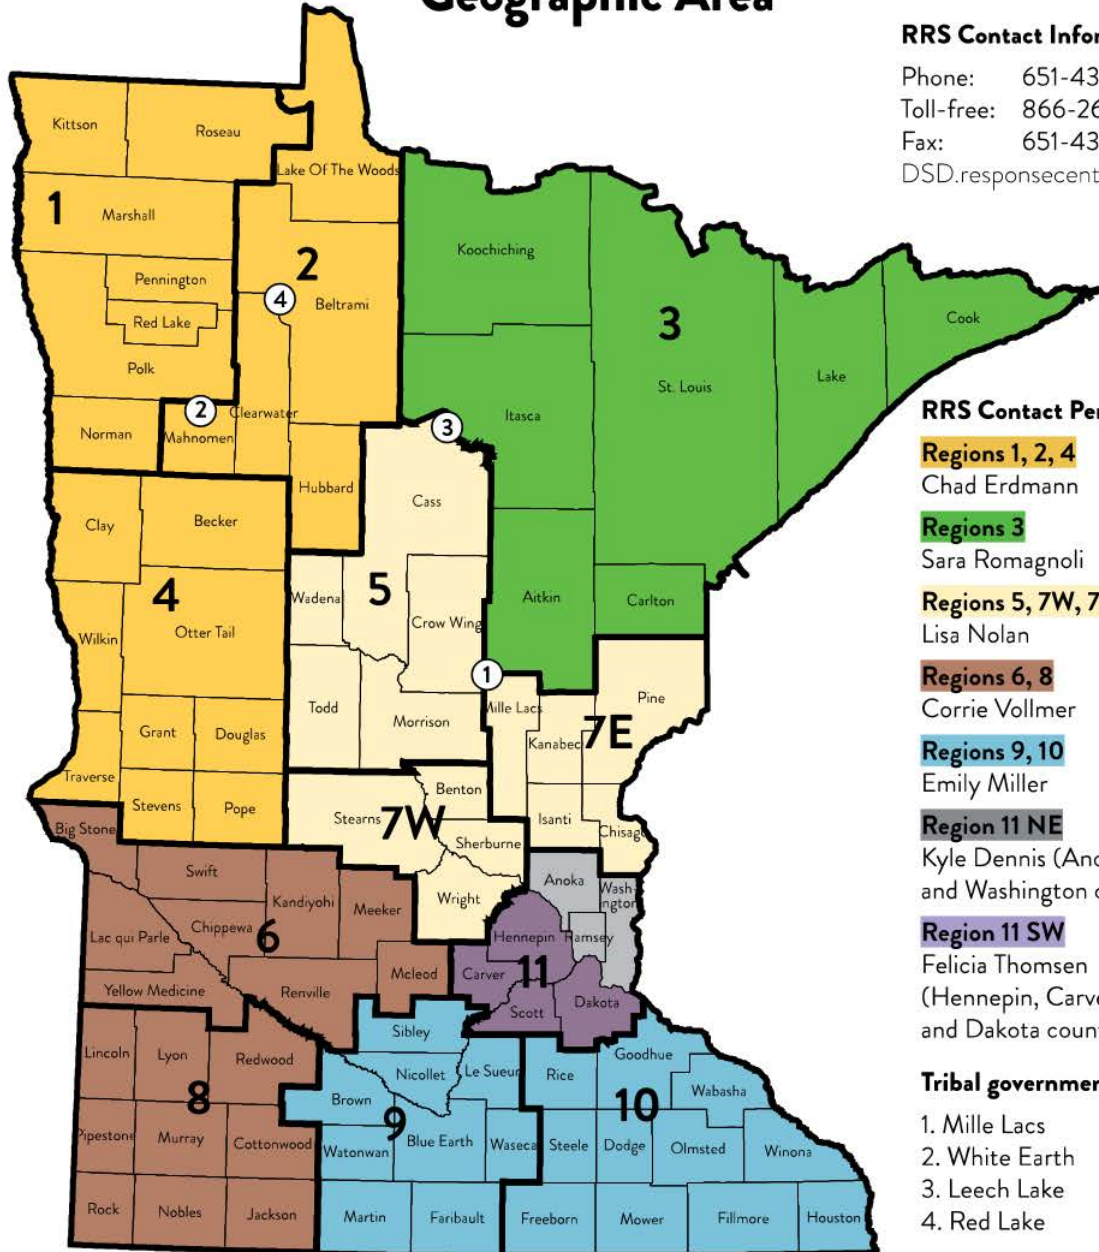 Geographic Area
RRS Contact
Phone: 651-43
Toll-free: 866-26
Fax: 651-43
DSD.responsecent
Kittson
Roseau
Lake Of The Woods
1
Marshall
2
Koochiching
Pennington
4
Beltrami
Red Lake
3
Cook
Polk
St. Louis
Lake
2
Clearwater
Itasca
Norman
Mahnomen
3
RRS Contact
Regions 1, 2, 4
Chad Erdmann
Regions 3
Sara Romagnoli
Regions 5, 7W, 7
Lisa Nolan
Regions 6, 8
Corrie Vollmer
Regions 9, 10
Emily Miller
Region 11 NE
Kyle Dennis
and Washington
Region 11 SW
Felicia Thomsen
(Hennepin,
and Dakota
Tribal
1. Mille Lacs
2. White Earth
3. Leech Lake
4. Red Lake
Hubbard
Cass
Clay
Becker
4
Wadena
5
Aitkin
Carlton
Wilkin
Otter Tail
Crow Wing
1
Todd
Morrison
Mille Lacs
Pine
Grant
Douglas
Kanabec
7E
Traverse
Stevens
Pope
Benton
Stearns
7W
Isanti
Big Stone
Sherburne
Swift
Anoka
Wash-
ington
Kandiyohi
Meeker
Wright
Chippewa
6
Lac qui Parle
Hennepin
Ramsey
Yellow Medicine
Renville
Mcleod
Carver
11
Scott
Dakota
Lincoln
Lyon
Redwood
Sibley
Nicollet
Le Sueur
Rice
Goodhue
Wabasha
8
Brown
9
10
Pipestone
Murray
Cottonwood
Watonwan
Blue Earth
Waseca
Steele
Dodge
Olmsted
Winona
Rock
Nobles
Jackson
Martin
Faribault
Freeborn
Mower
Fillmore
Houston